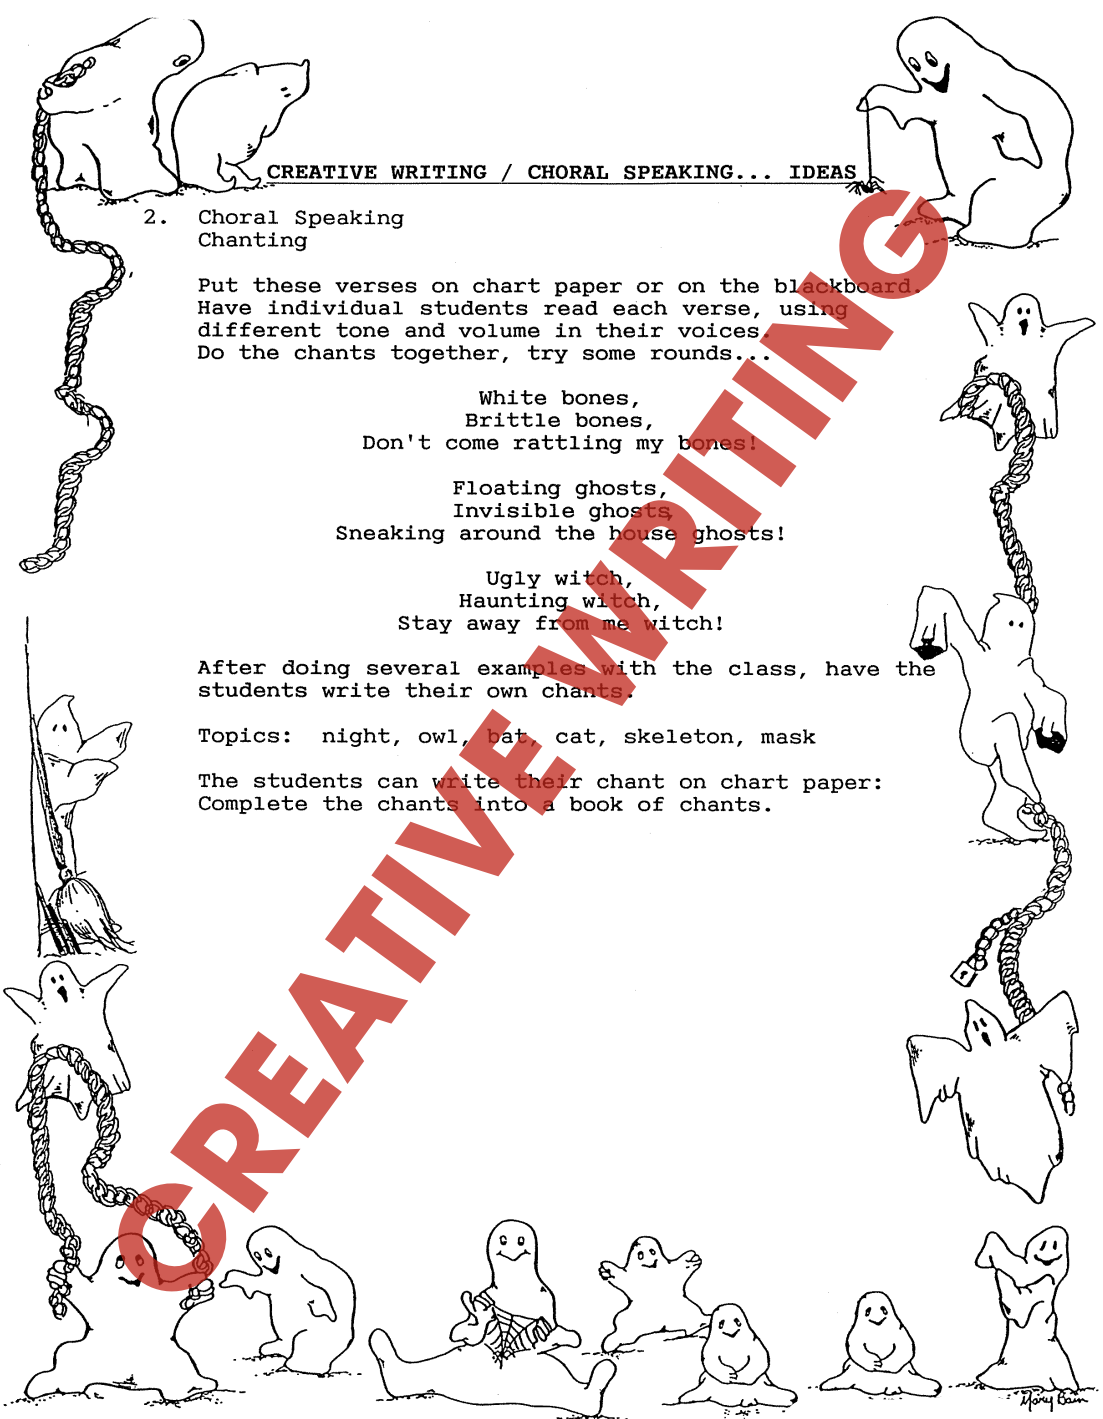 CREATIVE WRITING / CHORAL SPEAKING... IDEAS
2. Choral Speaking
Chanting
Put these verses on chart paper or on the blackboard.
Have individual students read each verse, using
different tone and volume in their voices.
Do the chants together, try some rounds...
White bones,
Brittle bones,
Don't come rattling my bones!
Floating ghosts,
Invisible ghosts,
Sneaking around the house ghosts!
Ugly witch,
Haunting witch,
Stay away from me witch!
After doing several examples with the class, have the
students write their own chants.
Topics: night, owl, bat, cat, skeleton, mask
The students can write their chant on chart paper:
Complete the chants into a book of chants.
CREATIVE WRITING
Mary Bain